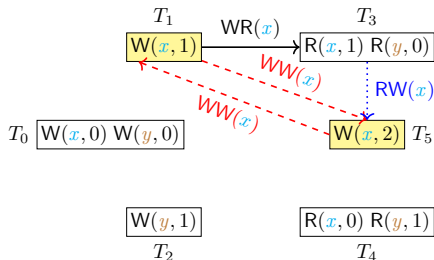 T₁ T₃
W(x, 1) WR(x) R(x, 1) R(y, 0)
WW(x) RW(x)
WW(x)
T₀ W(x, 0) W(y, 0) W(x, 2) T₅
W(y, 1) R(x, 0) R(y, 1)
T₂ T₄